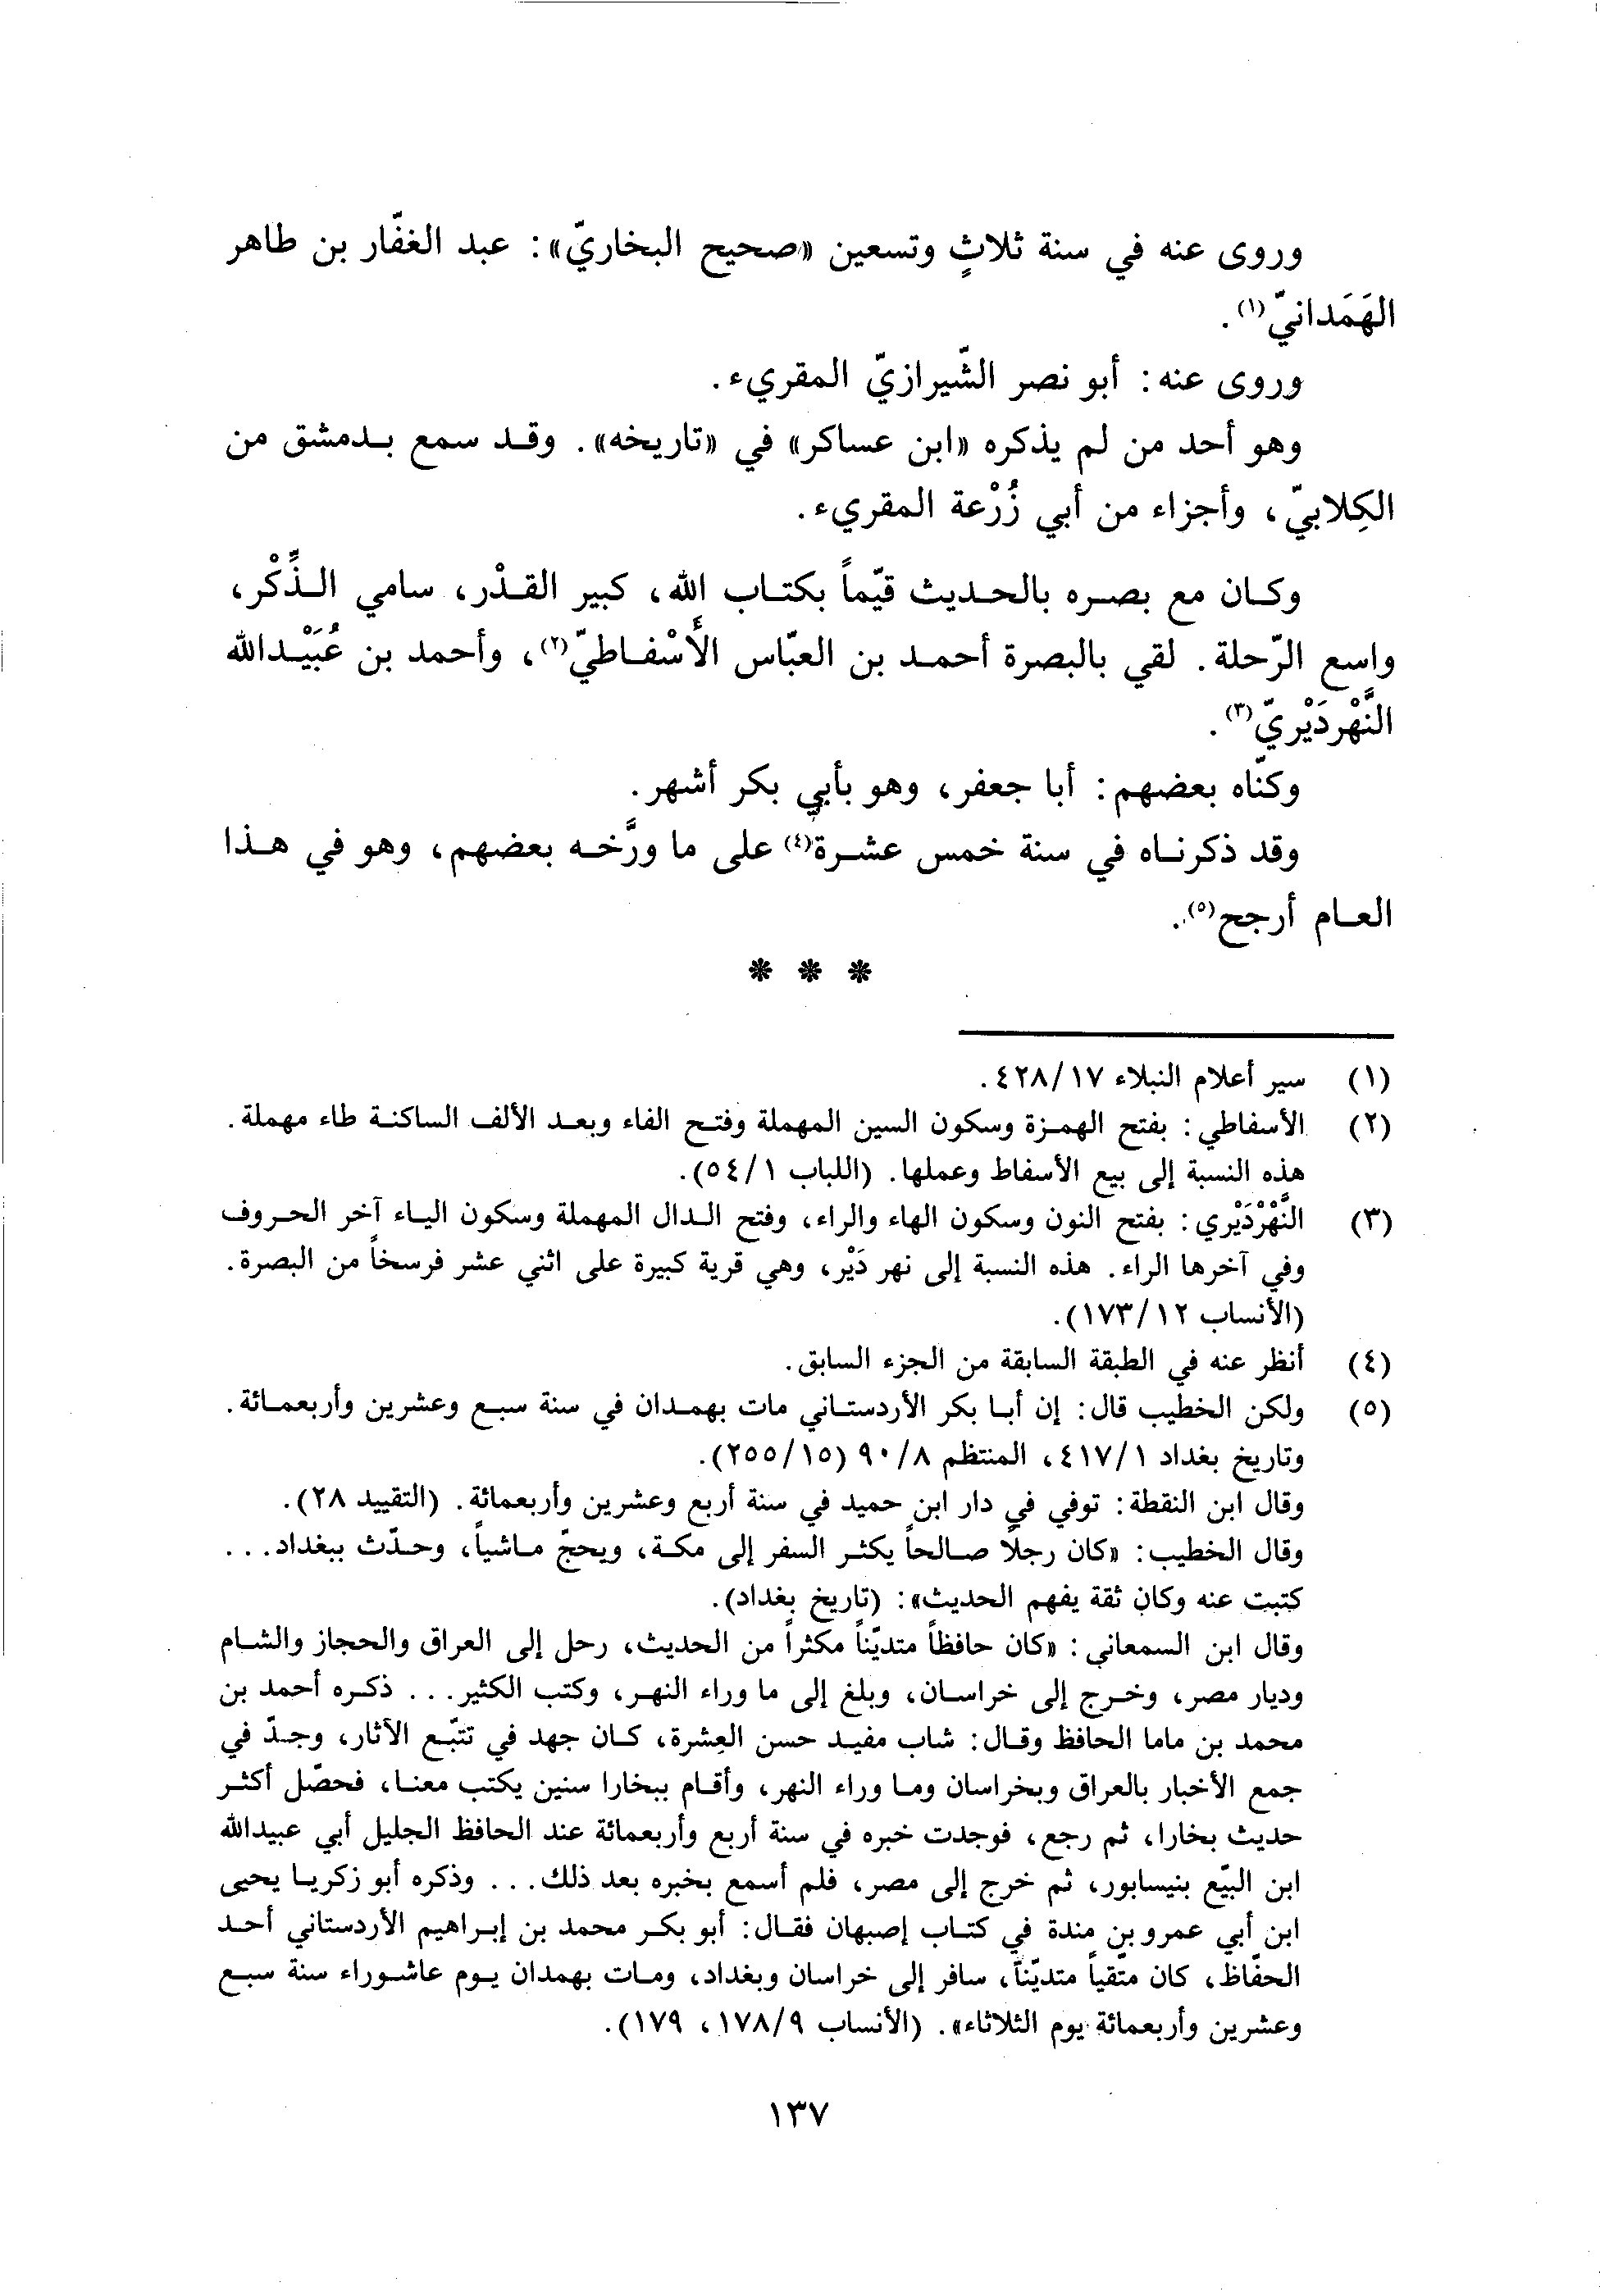 وروى عنه في سنة ثلاثٍ وتسعين «صحيح البخاريّ»: عبد الغفّار بن طاهر
الهَمَدانيّ(١).
وروى عنه: أبو نصر الشّيرازيّ المقريء.
وهو أحد من لم يذكره «ابن عساكر» في «تاريخه». وقد سمع بدمشق من
الكِلابيّ، وأجزاء من أبي زُرْعة المقريء.
وكان مع بصره بالحديث قيّماً بكتاب الله، كبير القدْر، سامي الذِّكْر،
واسع الرّحلة. لقي بالبصرة أحمد بن العبّاس الأَسْفاطيّ(٢)، وأحمد بن عُبَيْدالله
النَّهْردَيْريّ(٣).
وكنّاه بعضهم: أبا جعفر، وهو بأبي بكر أشهر.
وقد ذكرناه في سنة خمس عشرة(٤) على ما ورَّخه بعضهم، وهو في هذا
العام أرجح(٥).
* * *
(١) سير أعلام النبلاء ٤٢٨/١٧.
(٢) الأسفاطي: بفتح الهمزة وسكون السين المهملة وفتح الفاء وبعد الألف الساكنة طاء مهملة.
هذه النسبة إلى بيع الأسفاط وعملها. (اللباب ٥٤/١).
(٣) النَّهْرْدَيْري: بفتح النون وسكون الهاء والراء، وفتح الدال المهملة وسكون الياء آخر الحروف
وفي آخرها الراء. هذه النسبة إلى نهر دَيْر، وهي قرية كبيرة على اثني عشر فرسخاً من البصرة.
(الأنساب ١٧٣/١٢).
(٤) أنظر عنه في الطبقة السابقة من الجزء السابق.
(٥) ولكن الخطيب قال: إن أبا بكر الأردستاني مات بهمدان في سنة سبع وعشرين وأربعمائة.
وتاريخ بغداد ٤١٧/١، المنتظم ٩٠/٨ (٢٥٥/١٥).
وقال ابن النقطة: توفي في دار ابن حميد في سنة أربع وعشرين وأربعمائة. (التقييد ٢٨).
وقال الخطيب: «كان رجلًا صالحاً يكثر السفر إلى مكة، ويحجّ ماشياً، وحدّث ببغداد...
كتبت عنه وكان ثقة يفهم الحديث»: (تاريخ بغداد).
وقال ابن السمعاني: «كان حافظاً متديّناً مكثراً من الحديث، رحل إلى العراق والحجاز والشام
وديار مصر، وخرج إلى خراسان، وبلغ إلى ما وراء النهر، وكتب الكثير... ذكره أحمد بن
محمد بن ماما الحافظ وقال: شاب مفيد حسن العِشرة، كان جهد في تتبّع الآثار، وجدّ في
جمع الأخبار بالعراق وبخراسان وما وراء النهر، وأقام ببخارا سنين يكتب معنا، فحصّل أكثر
حديث بخارا، ثم رجع، فوجدت خبره في سنة أربع وأربعمائة عند الحافظ الجليل أبي عبيدالله
ابن البيّع بنيسابور، ثم خرج إلى مصر، فلم أسمع بخبره بعد ذلك... وذكره أبو زكريا يحيى
ابن أبي عمرو بن مندة في كتاب إصبهان فقال: أبو بكر محمد بن إبراهيم الأردستاني أحد
الحفّاظ، كان متّقياً متديّناً، سافر إلى خراسان وبغداد، ومات بهمدان يوم عاشوراء سنة سبع
وعشرين وأربعمائة يوم الثلاثاء». (الأنساب ١٧٨/٩، ١٧٩).
١٣٧